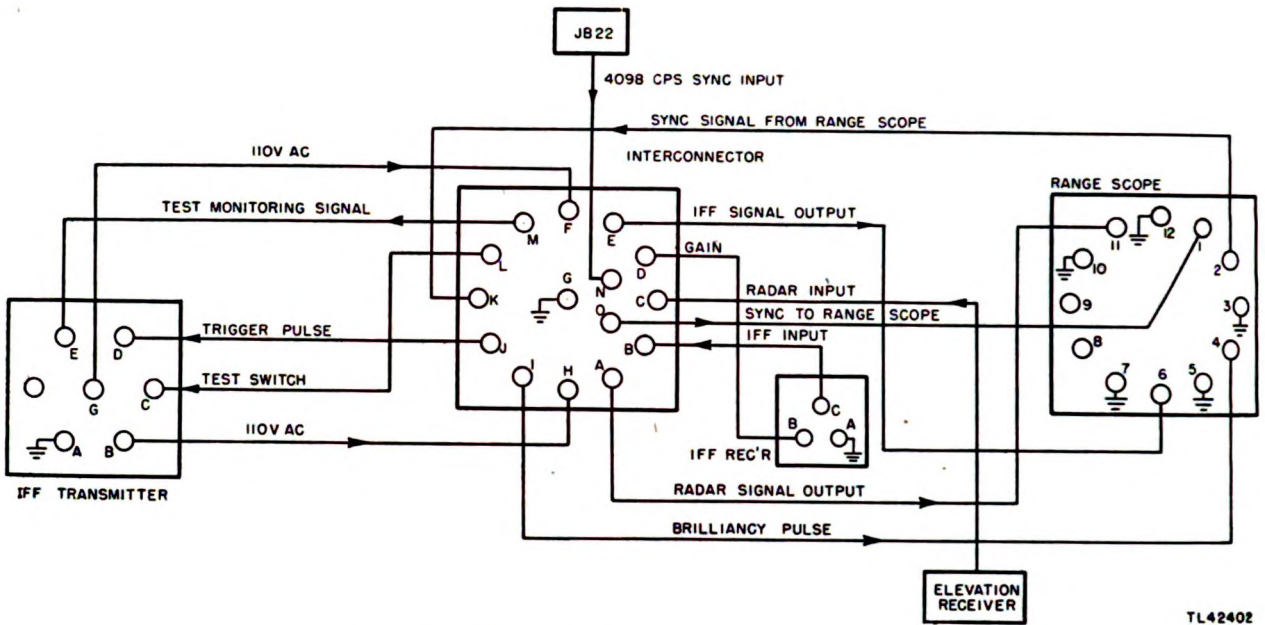 JB22
4098 CPS SYNC INPUT
SYNC SIGNAL FROM RANGE SCOPE
110V AC
INTERCONNECTOR
RANGE SCOPE
TEST MONITORING SIGNAL
IFF SIGNAL OUTPUT
M
F
E
GAIN
D
L
G
N
C
K
RADAR INPUT
O
SYNC TO RANGE SCOPE
B
IFF INPUT
J
I
H
A
12
11
1
10
2
9
3
8
4
7
6
5
TRIGGER PULSE
E
D
TEST SWITCH
G
C
110V AC
A
B
IFF TRANSMITTER
C
B
A
IFF REC'R
RADAR SIGNAL OUTPUT
BRILLIANCY PULSE
ELEVATION
RECEIVER
TL42402